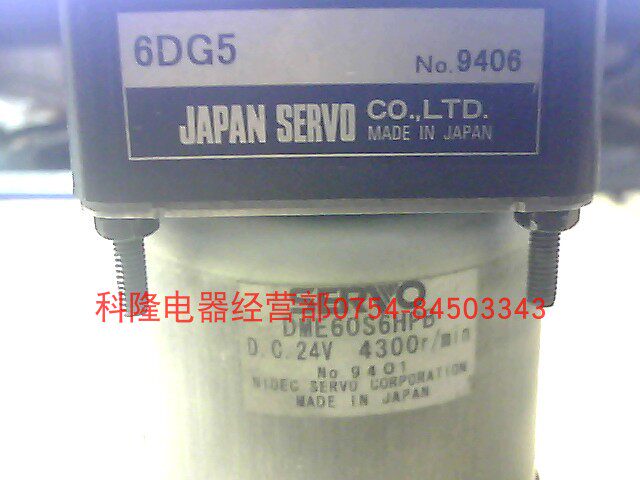 6DG5
No. 9406
JAPAN SERVO CO.,LTD.
MADE IN JAPAN
SERVO
科隆电器经营部0754-84503343
DME60S6HPB
D.C.24V 4300r/min
No 9401
NIDEC SERVO CORPORATION
MADE IN JAPAN